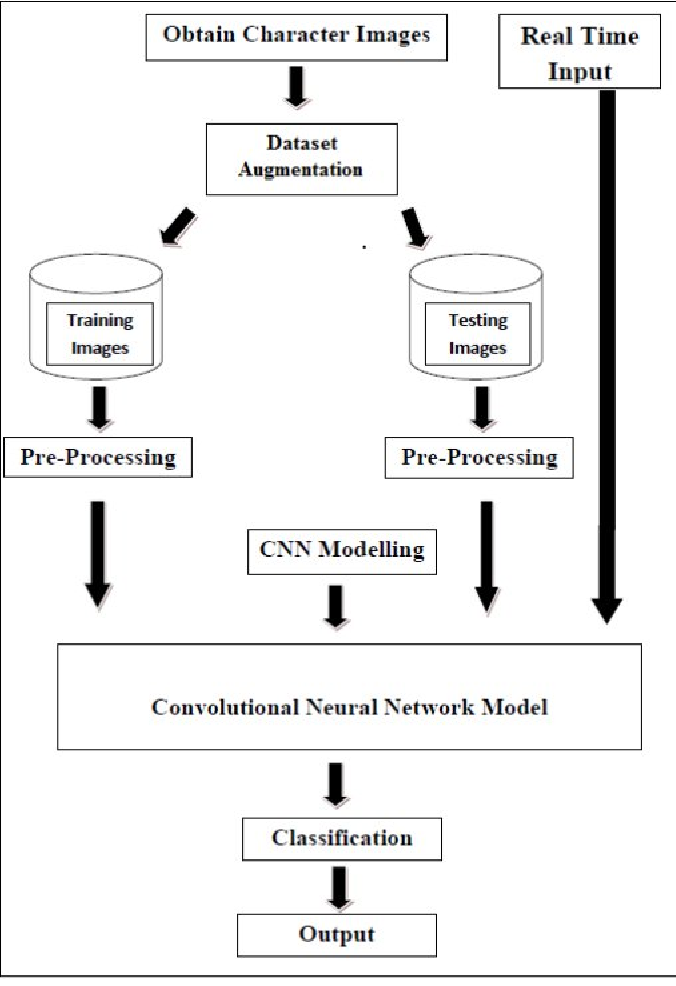 Obtain Character Images
Real Time
Input
Dataset
Augmentation
Training
Images
Testing
Images
Pre-Processing
Pre-Processing
CNN Modelling
Convolutional Neural Network Model
Classification
Output